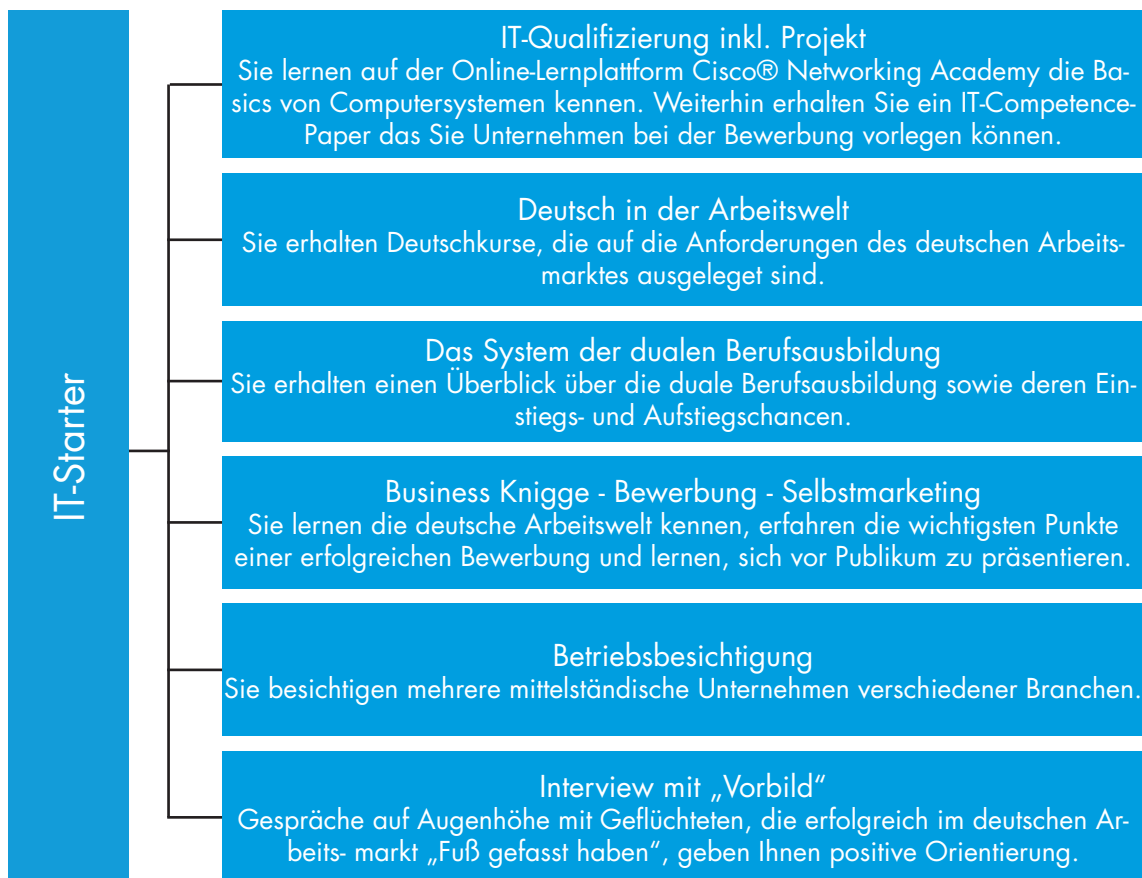 IT-Starter
IT-Qualifizierung inkl. Projekt
Sie lernen auf der Online-Lernplattform Cisco® Networking Academy die Ba-
sics von Computersystemen kennen. Weiterhin erhalten Sie ein IT-Competence-
Paper das Sie Unternehmen bei der Bewerbung vorlegen können.
Deutsch in der Arbeitswelt
Sie erhalten Deutschkurse, die auf die Anforderungen des deutschen Arbeits-
marktes ausgeleget sind.
Das System der dualen Berufsausbildung
Sie erhalten einen Überblick über die duale Berufsausbildung sowie deren Ein-
stiegs- und Aufstiegschancen.
Business Knigge - Bewerbung - Selbstmarketing
Sie lernen die deutsche Arbeitswelt kennen, erfahren die wichtigsten Punkte
einer erfolgreichen Bewerbung und lernen, sich vor Publikum zu präsentieren.
Betriebsbesichtigung
Sie besichtigen mehrere mittelständische Unternehmen verschiedener Branchen.
Interview mit „Vorbild“
Gespräche auf Augenhöhe mit Geflüchteten, die erfolgreich im deutschen Ar-
beits- markt „Fuß gefasst haben“, geben Ihnen positive Orientierung.